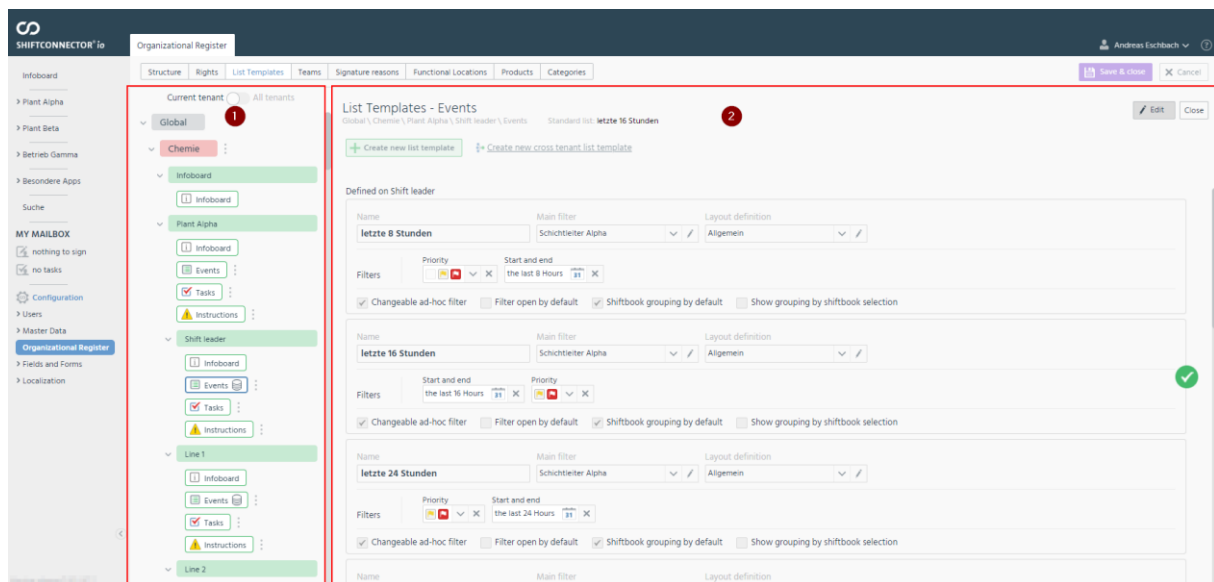 SHIFTCONNECTOR® io
Organizational Register
Andreas Eschbach
?
Infoboard
Plant Alpha
Plant Beta
Betrieb Gamma
Besondere Apps
Suche
MY MAILBOX
nothing to sign
no tasks
Configuration
Users
Master Data
Organizational Register
Fields and Forms
Localization
Structure Rights List Templates Teams Signature reasons Functional Locations Products Categories
Save & close Cancel
Current tenant All tenants
1
Global
Chemie
Infoboard
Infoboard
Plant Alpha
Infoboard
Events
Tasks
Instructions
Shift leader
Infoboard
Events
Tasks
Instructions
Line 1
Infoboard
Events
Tasks
Instructions
Line 2
List Templates - Events
2
Edit Close
Global \ Chemie \ Plant Alpha \ Shift leader \ Events Standard list: letzte 16 Stunden
Create new list template Create new cross tenant list template
Defined on Shift leader
Name Main filter Layout definition
letzte 8 Stunden Schichtleiter Alpha Allgemein
Priority Start and end
Filters the last 8 Hours 31
Changeable ad-hoc filter Filter open by default Shiftbook grouping by default Show grouping by shiftbook selection
Name Main filter Layout definition
letzte 16 Stunden Schichtleiter Alpha Allgemein
Start and end Priority
Filters the last 16 Hours 31
Changeable ad-hoc filter Filter open by default Shiftbook grouping by default Show grouping by shiftbook selection
Name Main filter Layout definition
letzte 24 Stunden Schichtleiter Alpha Allgemein
Priority Start and end
Filters the last 24 Hours 31
Changeable ad-hoc filter Filter open by default Shiftbook grouping by default Show grouping by shiftbook selection
Name Main filter Layout definition